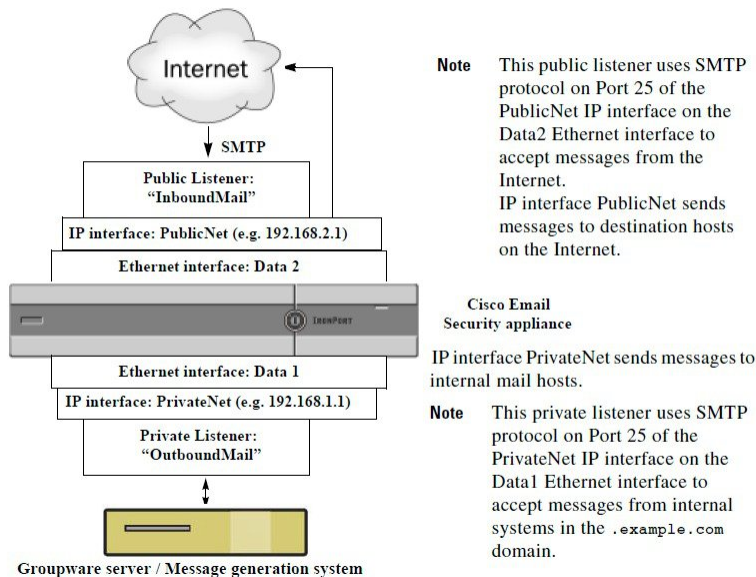 Internet
SMTP
Public Listener:
“InboundMail”
IP interface: PublicNet (e.g. 192.168.2.1)
Ethernet interface: Data 2
IRONPORT
Ethernet interface: Data 1
IP interface: PrivateNet (e.g. 192.168.1.1)
Private Listener:
“OutboundMail”
Groupware server / Message generation system
Note This public listener uses SMTP
protocol on Port 25 of the
PublicNet IP interface on the
Data2 Ethernet interface to
accept messages from the
Internet.
IP interface PublicNet sends
messages to destination hosts
on the Internet.
Cisco Email
Security appliance
IP interface PrivateNet sends messages to
internal mail hosts.
Note This private listener uses SMTP
protocol on Port 25 of the
PrivateNet IP interface on the
Data1 Ethernet interface to
accept messages from internal
systems in the .example.com
domain.